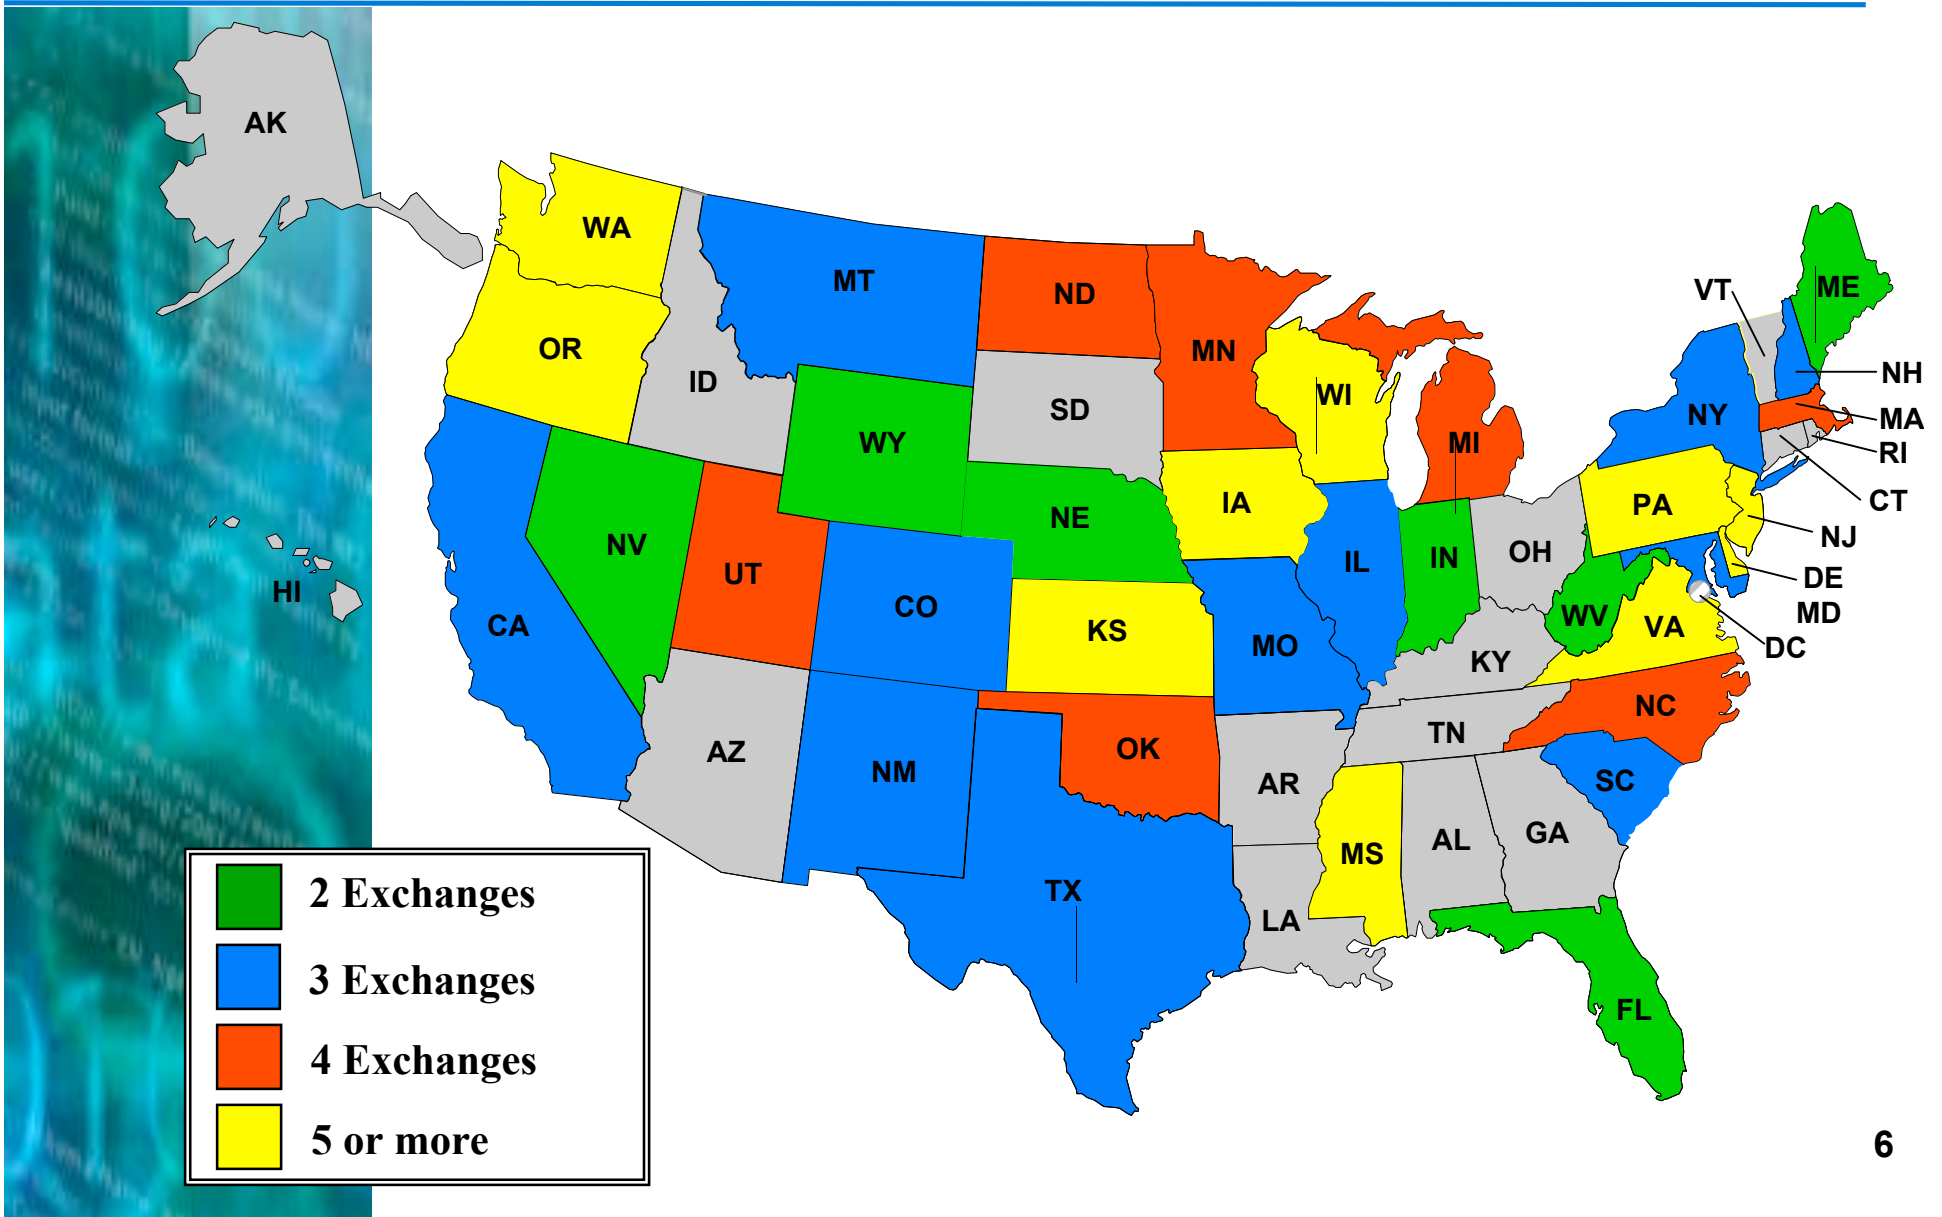 AK
WA
MT
ND
VT
ME
OR
MN
ID
WI
NH
SD
NY
MA
WY
MI
RI
IA
PA
CT
NE
NV
NJ
UT
IL
IN
OH
DE
HI
CO
MD
CA
KS
MO
WV
VA
DC
KY
NC
TN
AZ
NM
OK
AR
SC
MS
AL
GA
TX
LA
FL
2 Exchanges
3 Exchanges
4 Exchanges
5 or more
6